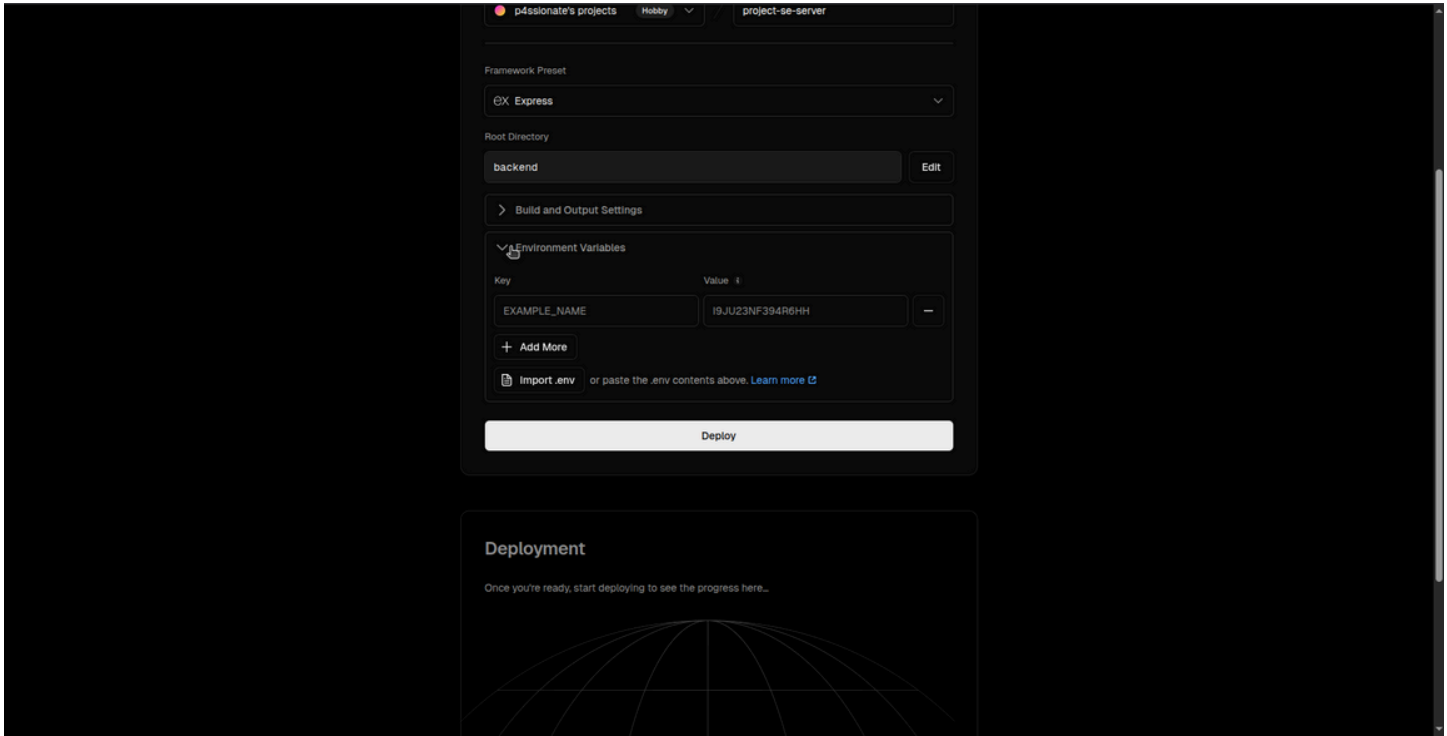 p4ssionate's projects Hobby / project-se-server
Framework Preset
ex Express
Root Directory
backend Edit
Build and Output Settings
Environment Variables
Key Value
EXAMPLE_NAME I9JU23NF394R6HH
Add More
Import .env or paste the .env contents above. Learn more
Deploy
Deployment
Once you're ready, start deploying to see the progress here...